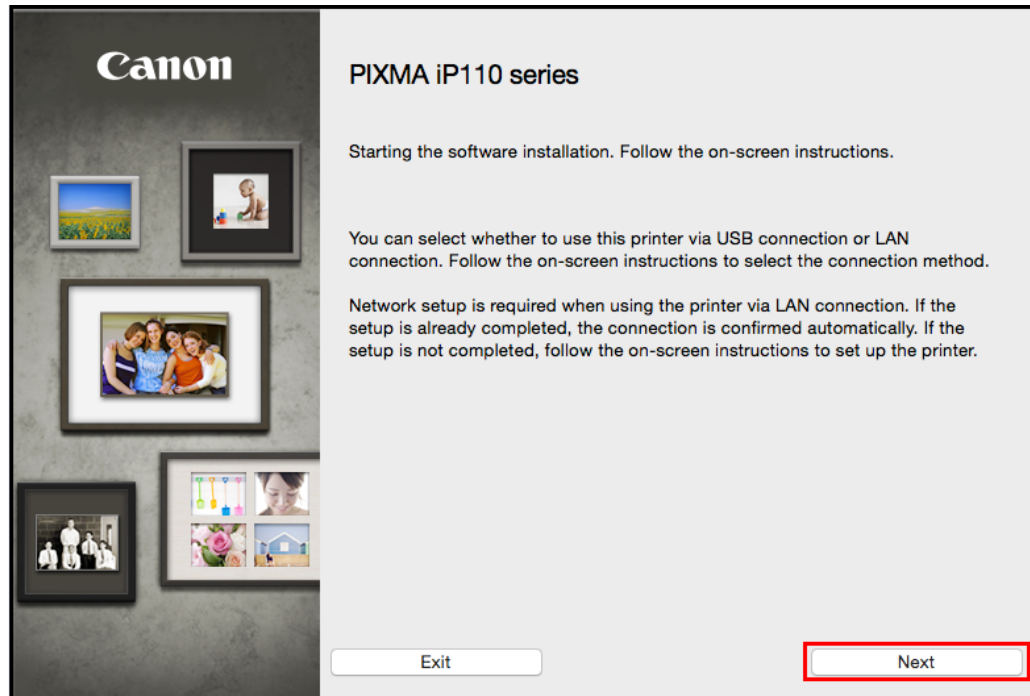 Canon
PIXMA iP110 series
Starting the software installation. Follow the on-screen instructions.
You can select whether to use this printer via USB connection or LAN
connection. Follow the on-screen instructions to select the connection method.
Network setup is required when using the printer via LAN connection. If the
setup is already completed, the connection is confirmed automatically. If the
setup is not completed, follow the on-screen instructions to set up the printer.
Exit
Next